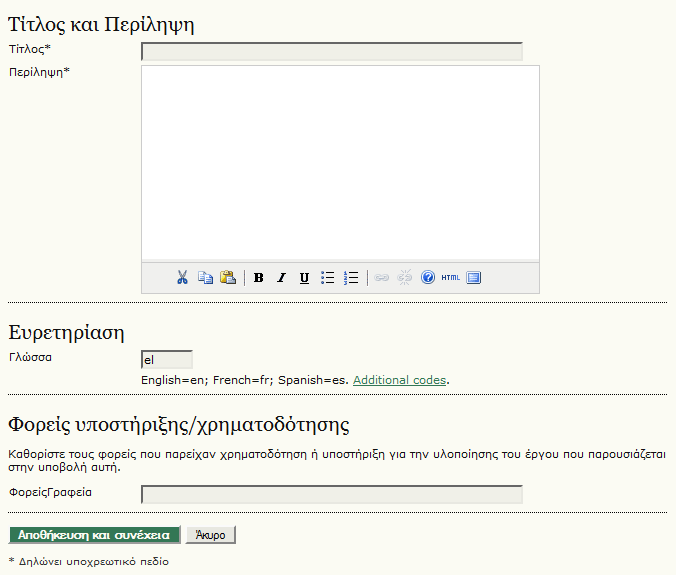 Τίτλος και Περίληψη
Τίτλος*
Περίληψη*
B I U HTML
Ευρετηρίαση
Γλώσσα
el
English=en; French=fr; Spanish=es. Additional codes.
Φορείς υποστήριξης/χρηματοδότησης
Καθορίστε τους φορείς που παρείχαν χρηματοδότηση ή υποστήριξη για την υλοποίησης του έργου που παρουσιάζεται
στην υποβολή αυτή.
ΦορείςΓραφεία
Αποθήκευση και συνέχεια Άκυρο
* Δηλώνει υποχρεωτικό πεδίο